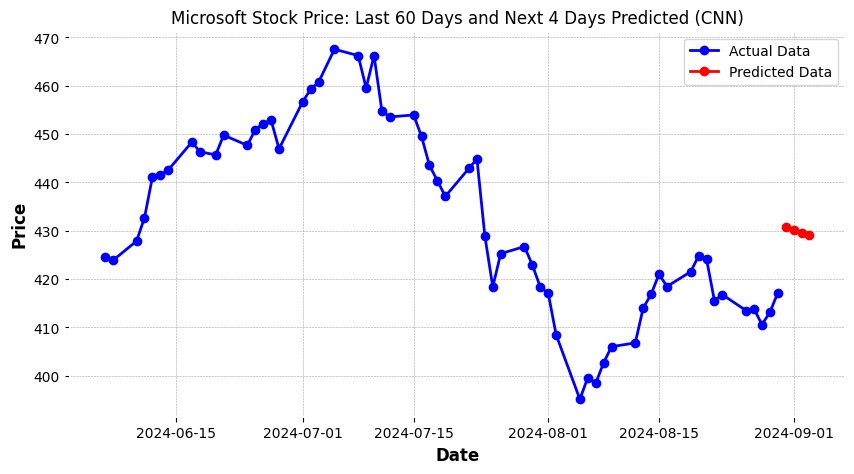 Microsoft Stock Price: Last 60 Days and Next 4 Days Predicted (CNN)
Actual Data
Predicted Data
Price
470
460
450
440
430
420
410
400
2024-06-15
2024-07-01
2024-07-15
2024-08-01
2024-08-15
2024-09-01
Date